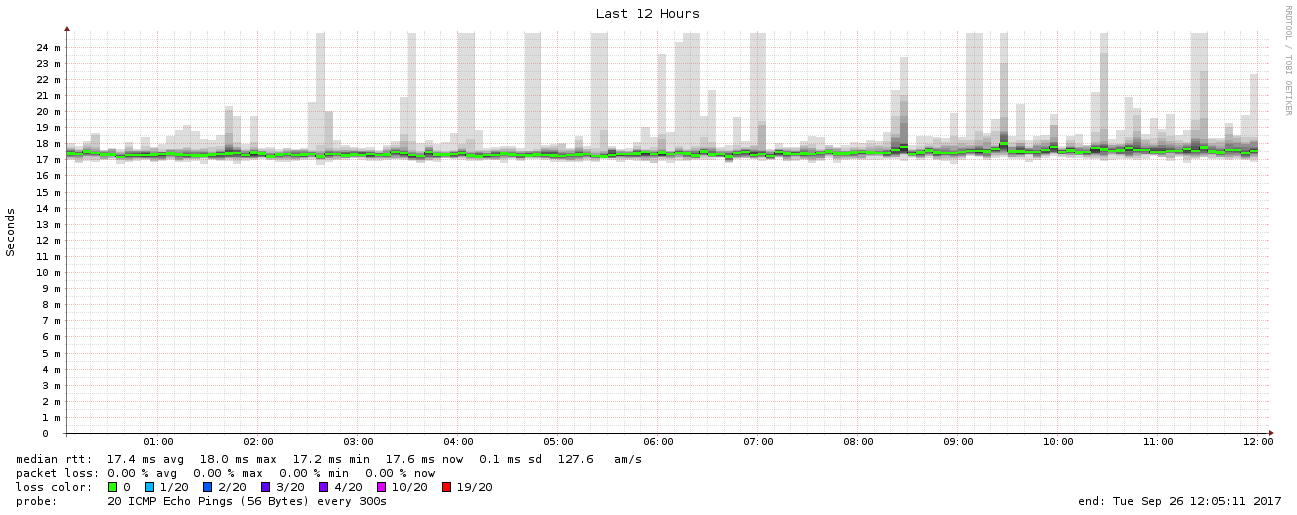 Last 12 Hours
RRDTOOL / TOBI OETIKER
Seconds
24 m
23 m
22 m
21 m
20 m
19 m
18 m
17 m
16 m
15 m
14 m
13 m
12 m
11 m
10 m
9 m
8 m
7 m
6 m
5 m
4 m
3 m
2 m
1 m
0
01:00 02:00 03:00 04:00 05:00 06:00 07:00 08:00 09:00 10:00 11:00 12:00
median rtt: 17.4 ms avg 18.0 ms max 17.2 ms min 17.6 ms now 0.1 ms sd 127.6 am/s
packet loss: 0.00 % avg 0.00 % max 0.00 % min 0.00 % now
loss color: 0 1/20 2/20 3/20 4/20 10/20 19/20
probe: 20 ICMP Echo Pings (56 Bytes) every 300s end: Tue Sep 26 12:05:11 2017